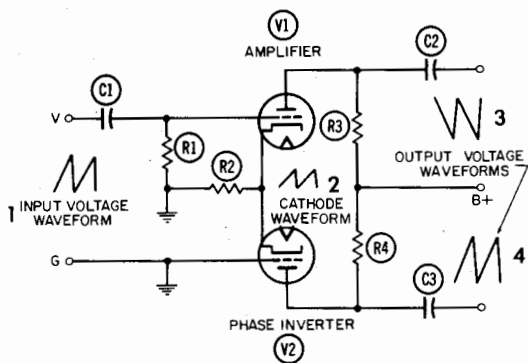 V1
AMPLIFIER
C2
C1
V
R1
R2
R3
3
1 INPUT VOLTAGE
WAVEFORM
2
CATHODE
WAVEFORM
OUTPUT VOLTAGE
WAVEFORMS
B+
R4
4
G
C3
PHASE INVERTER
V2